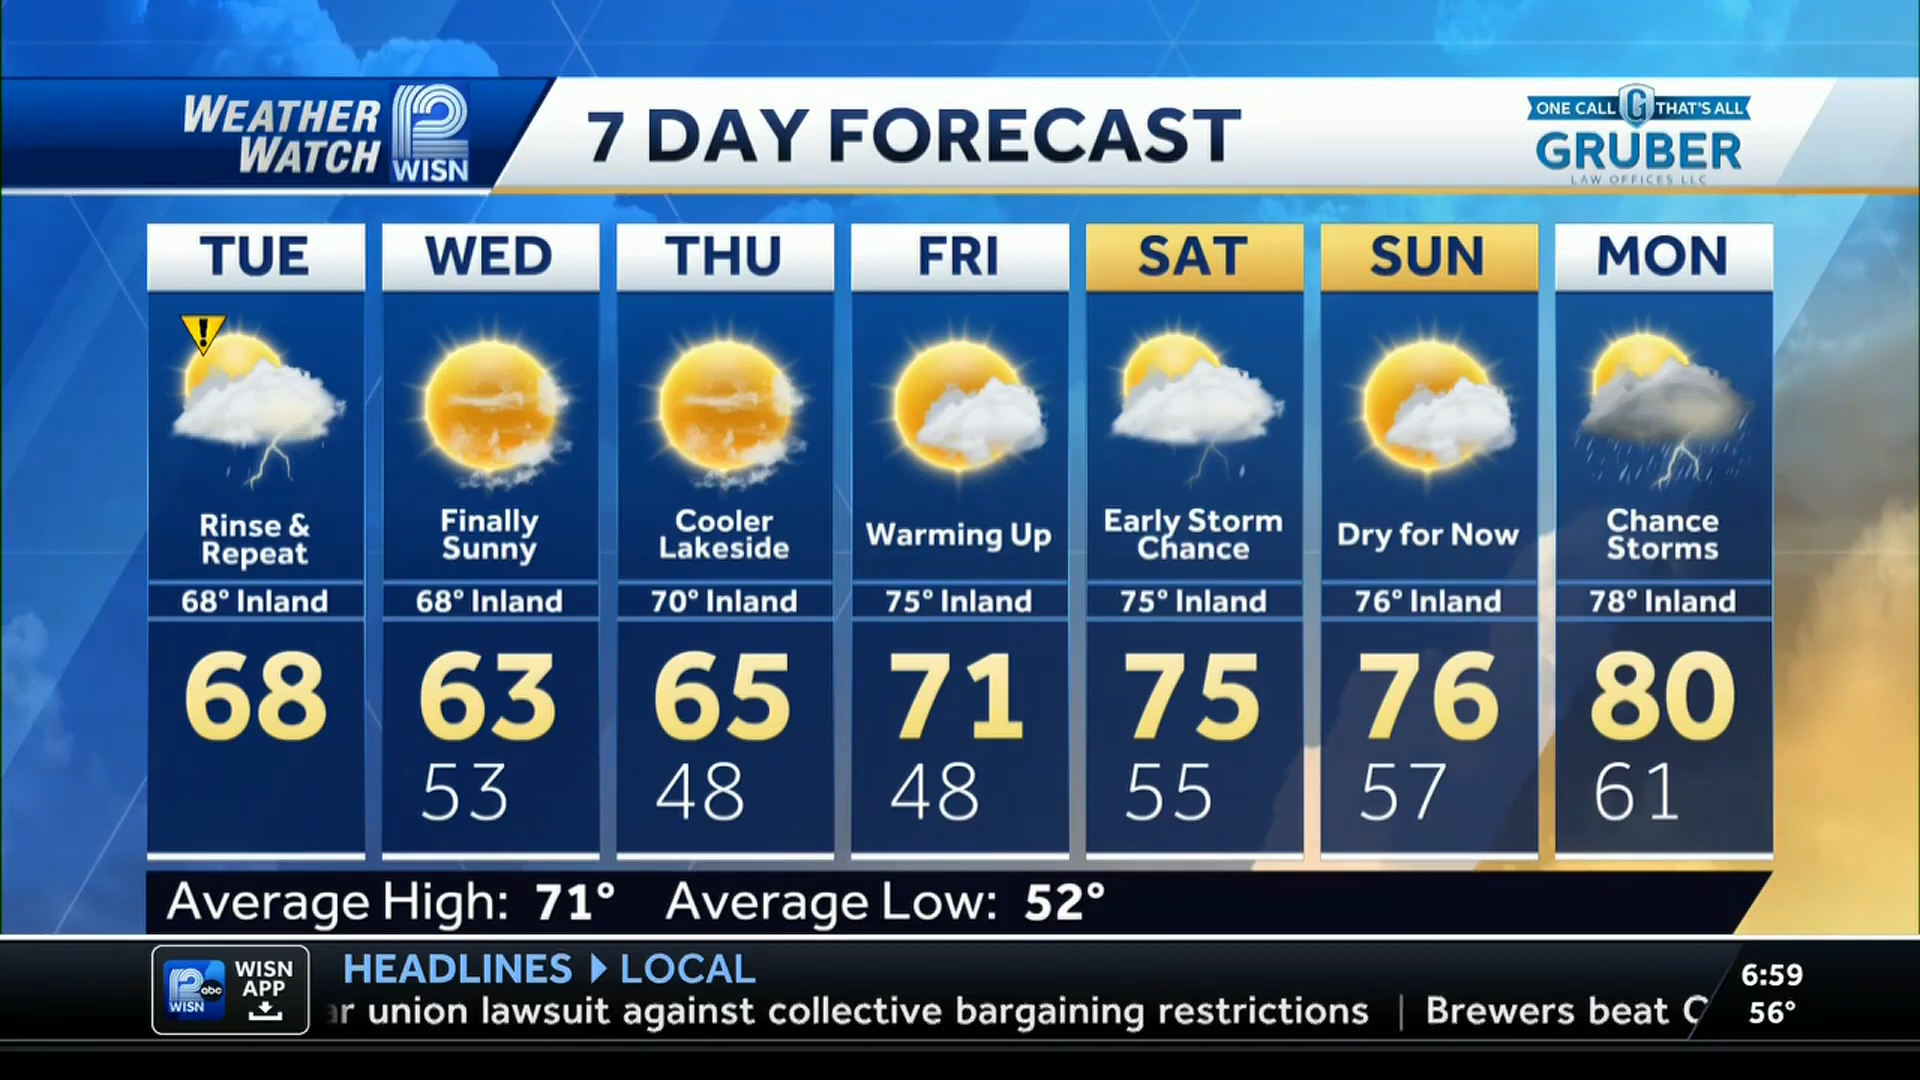 WEATHER
WATCH
12
WISN
7 DAY FORECAST
ONE CALL G THAT'S ALL
GRUBER
LAW OFFICES LLC
TUE
WED
THU
FRI
SAT
SUN
MON
!
Rinse &
Repeat
Finally
Sunny
Cooler
Lakeside
Warming Up
Early Storm
Chance
Dry for Now
Chance
Storms
68° Inland
68° Inland
70° Inland
75° Inland
75° Inland
76° Inland
78° Inland
68
63
65
71
75
76
80
53
48
48
55
57
61
Average High: 71° Average Low: 52°
12
abc
WISN
WISN
APP
HEADLINES LOCAL
ar union lawsuit against collective bargaining restrictions | Brewers beat C
6:59
56°